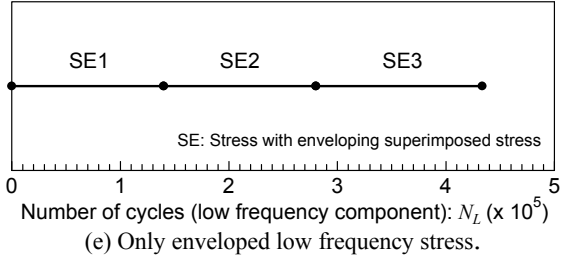 SE1 SE2 SE3
SE: Stress with enveloping superimposed stress
0 1 2 3 4 5
Number of cycles (low frequency component): N_L (x 10^5)
(e) Only enveloped low frequency stress.